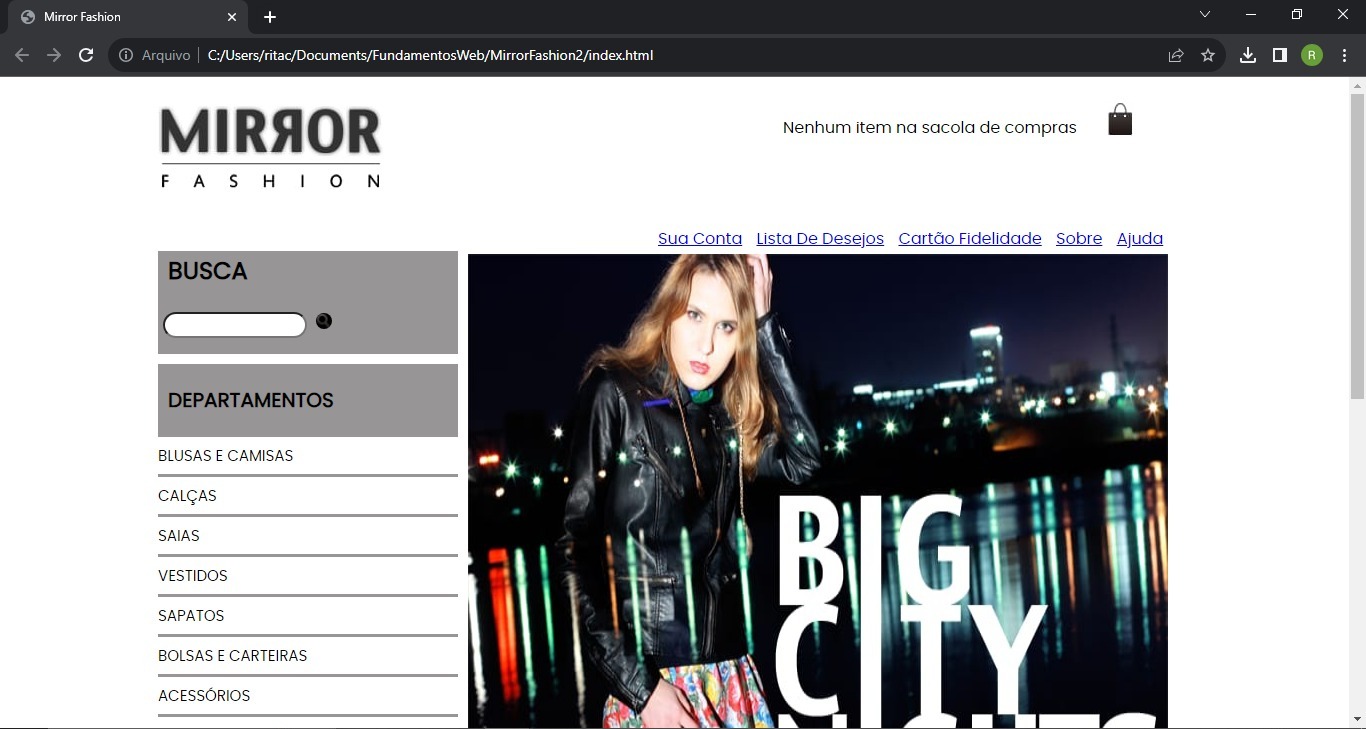 Mirror Fashion
Arquivo C:/Users/ritac/Documents/FundamentosWeb/MirrorFashion2/index.html
R
MIRЯOR
FASHION
Nenhum item na sacola de compras
Sua Conta Lista De Desejos Cartão Fidelidade Sobre Ajuda
BUSCA
DEPARTAMENTOS
BLUSAS E CAMISAS
CALÇAS
SAIAS
VESTIDOS
SAPATOS
BOLSAS E CARTEIRAS
ACESSÓRIOS
BIG
CITY
NIGHTS